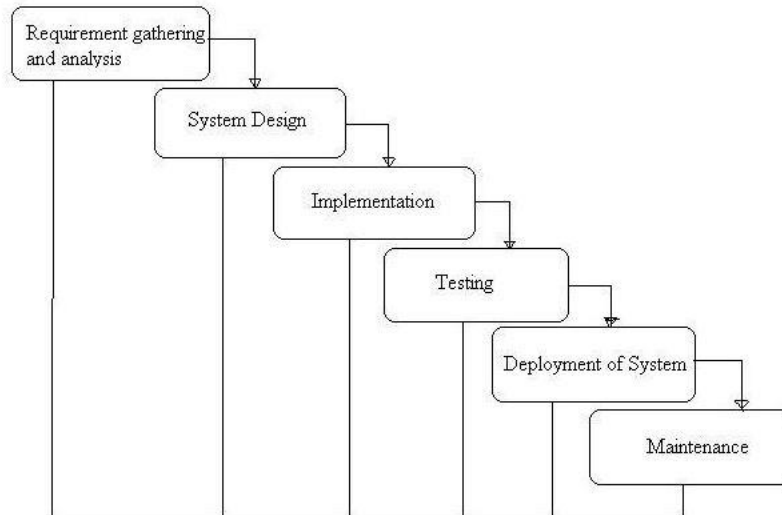 Requirement gathering
and analysis
System Design
Implementation
Testing
Deployment of System
Maintenance